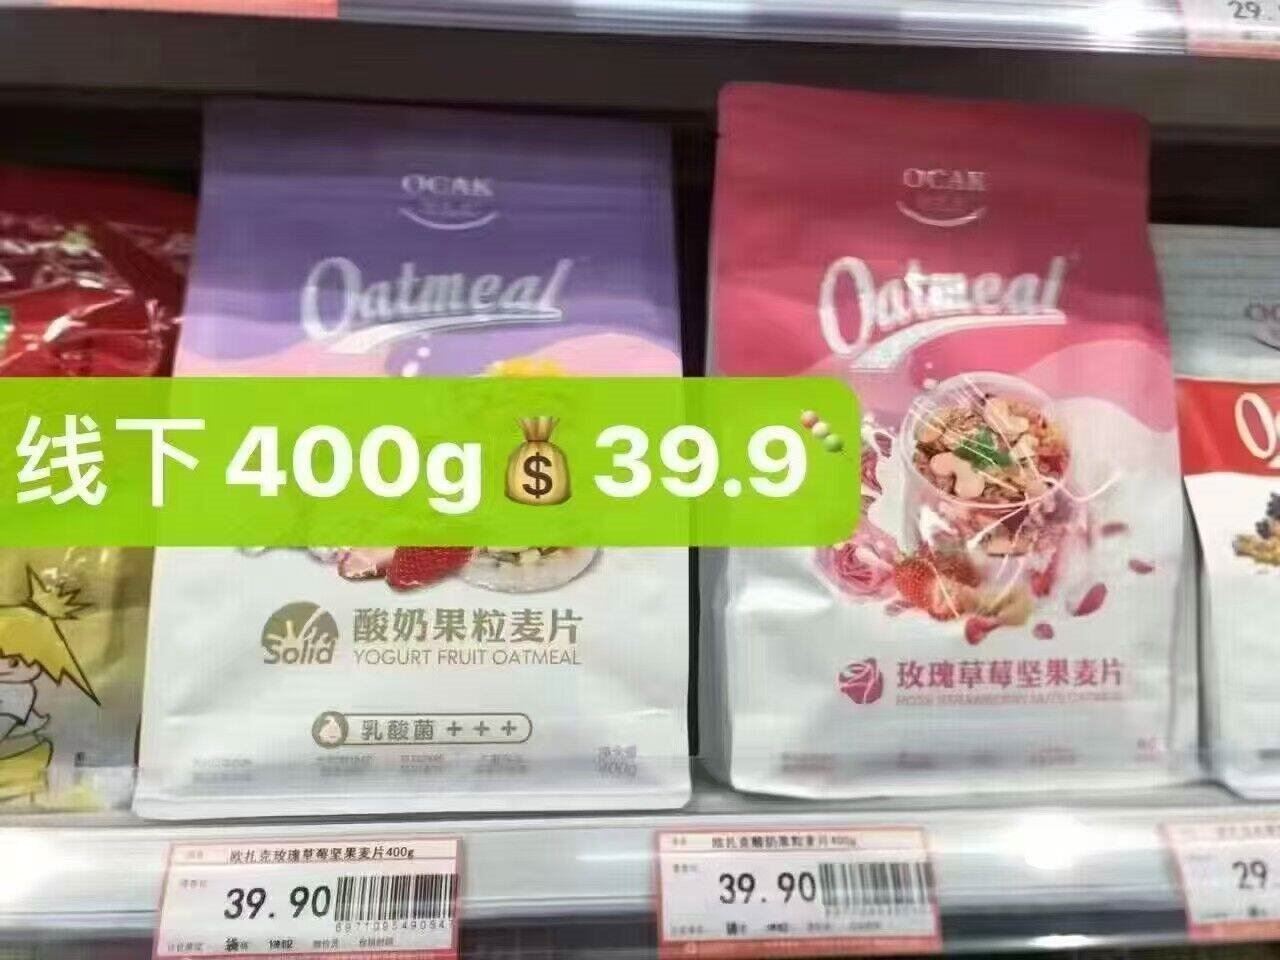 29.
OCAK
Oatmeal
OCAK
Oatmeal
线下400g 39.9
Solid
酸奶果粒麦片
YOGURT FRUIT OATMEAL
乳酸菌+++
400g
玫瑰草莓坚果麦片
欧扎克玫瑰草莓坚果麦片400g
39.90
欧扎克酸奶果粒麦片400g
39.90
29.